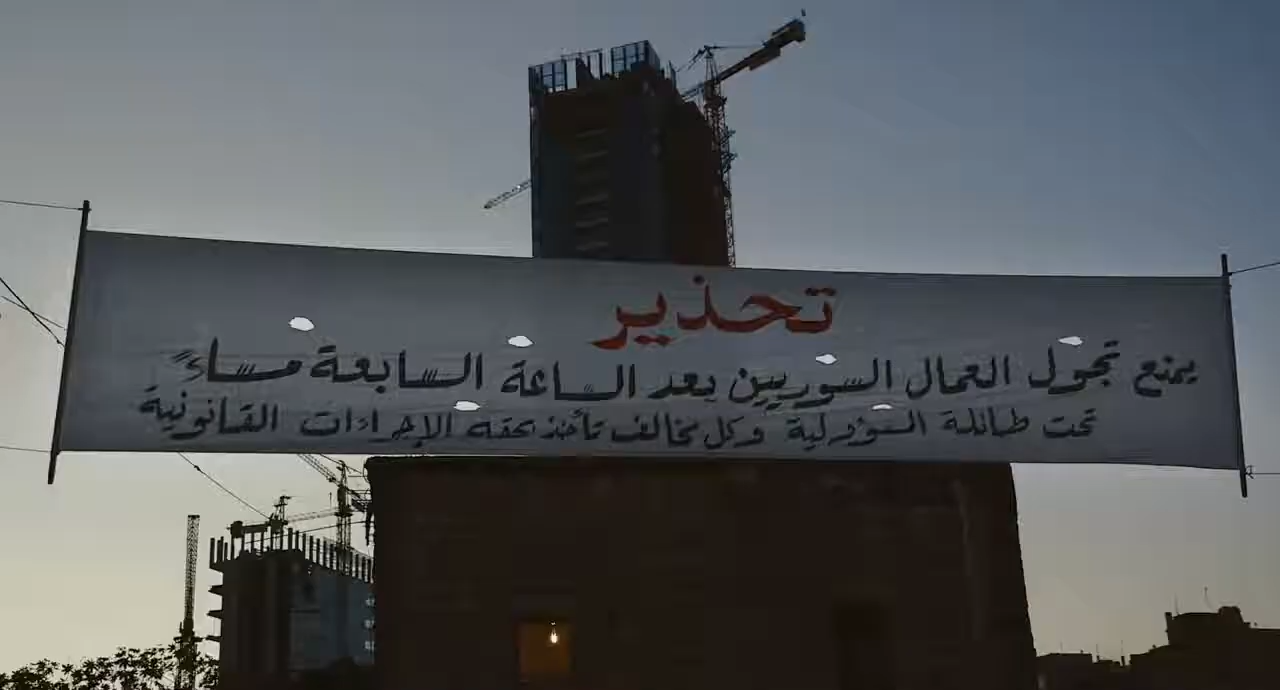 تحذير
يمنع تجول العمال السوريين بعد الساعة السابعة مساءً
تحت طائلة المسؤولية وكل مخالف تأخذ بحقه الإجراءات القانونية